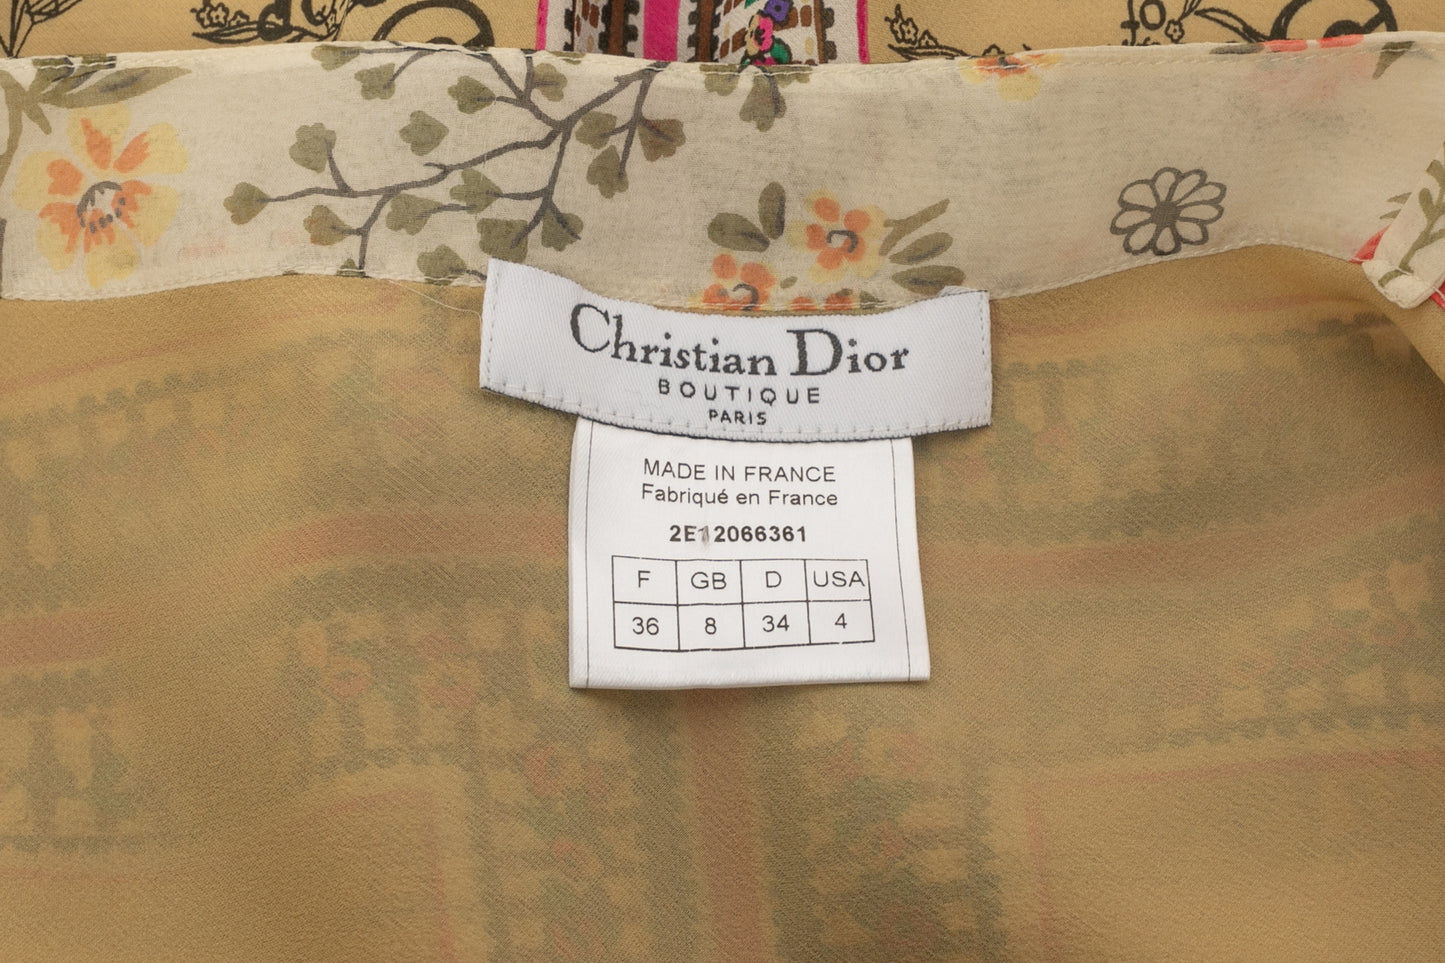 Christian Dior
BOUTIQUE
PARIS
MADE IN FRANCE
Fabriqué en France
2E12066361
F GB D USA
36 8 34 4